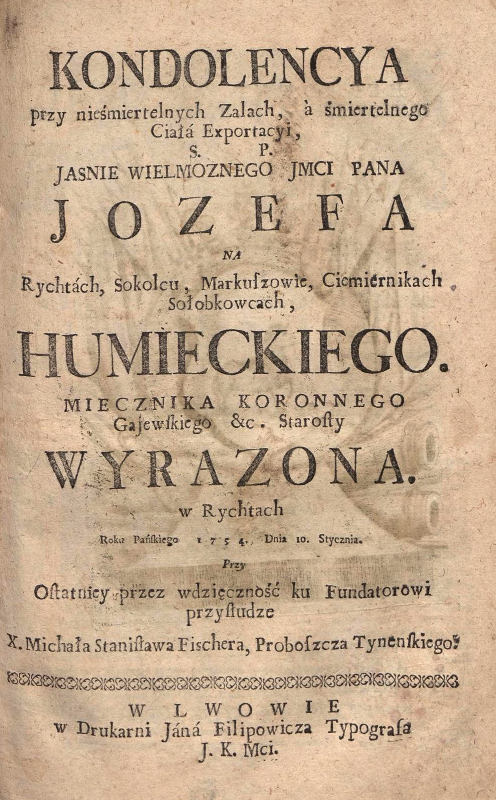 KONDOLENCYA
przy nieśmiertelnych Zalach, à śmiertelnego
Ciałá Exportacyi,
S. P.
JASNIE WIELMOZNEGO JMCI PANA
JOZEFA
NA
Rychtách, Sokolcu, Markuſzowie, Ciemiernikach
Sołobkowcach,
HUMIECKIEGO.
MIECZNIKA KORONNEGO
Gajewſkiego &c. Staroſty
WYRAZONA.
w Rychtach
Roku Pańſkiego 1754. Dnia 10. Stycznia.
Przy
Oſtatniey przez wdzięczność ku Fundatorowi
przyſłudze
X. Michała Staniſława Fiſchera, Proboſzcza Tynenſkiego.
W LWOWIE
w Drukarni Jáná Filipowicza Typografa
J. K. Mci.